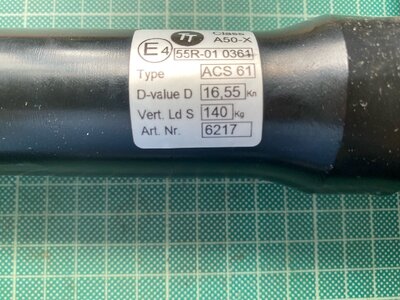 TT Class
A50-X
E4 55R-01 0361
Type ACS 61
D-value D 16,55 Kn
Vert. Ld S 140 Kg
Art. Nr. 6217